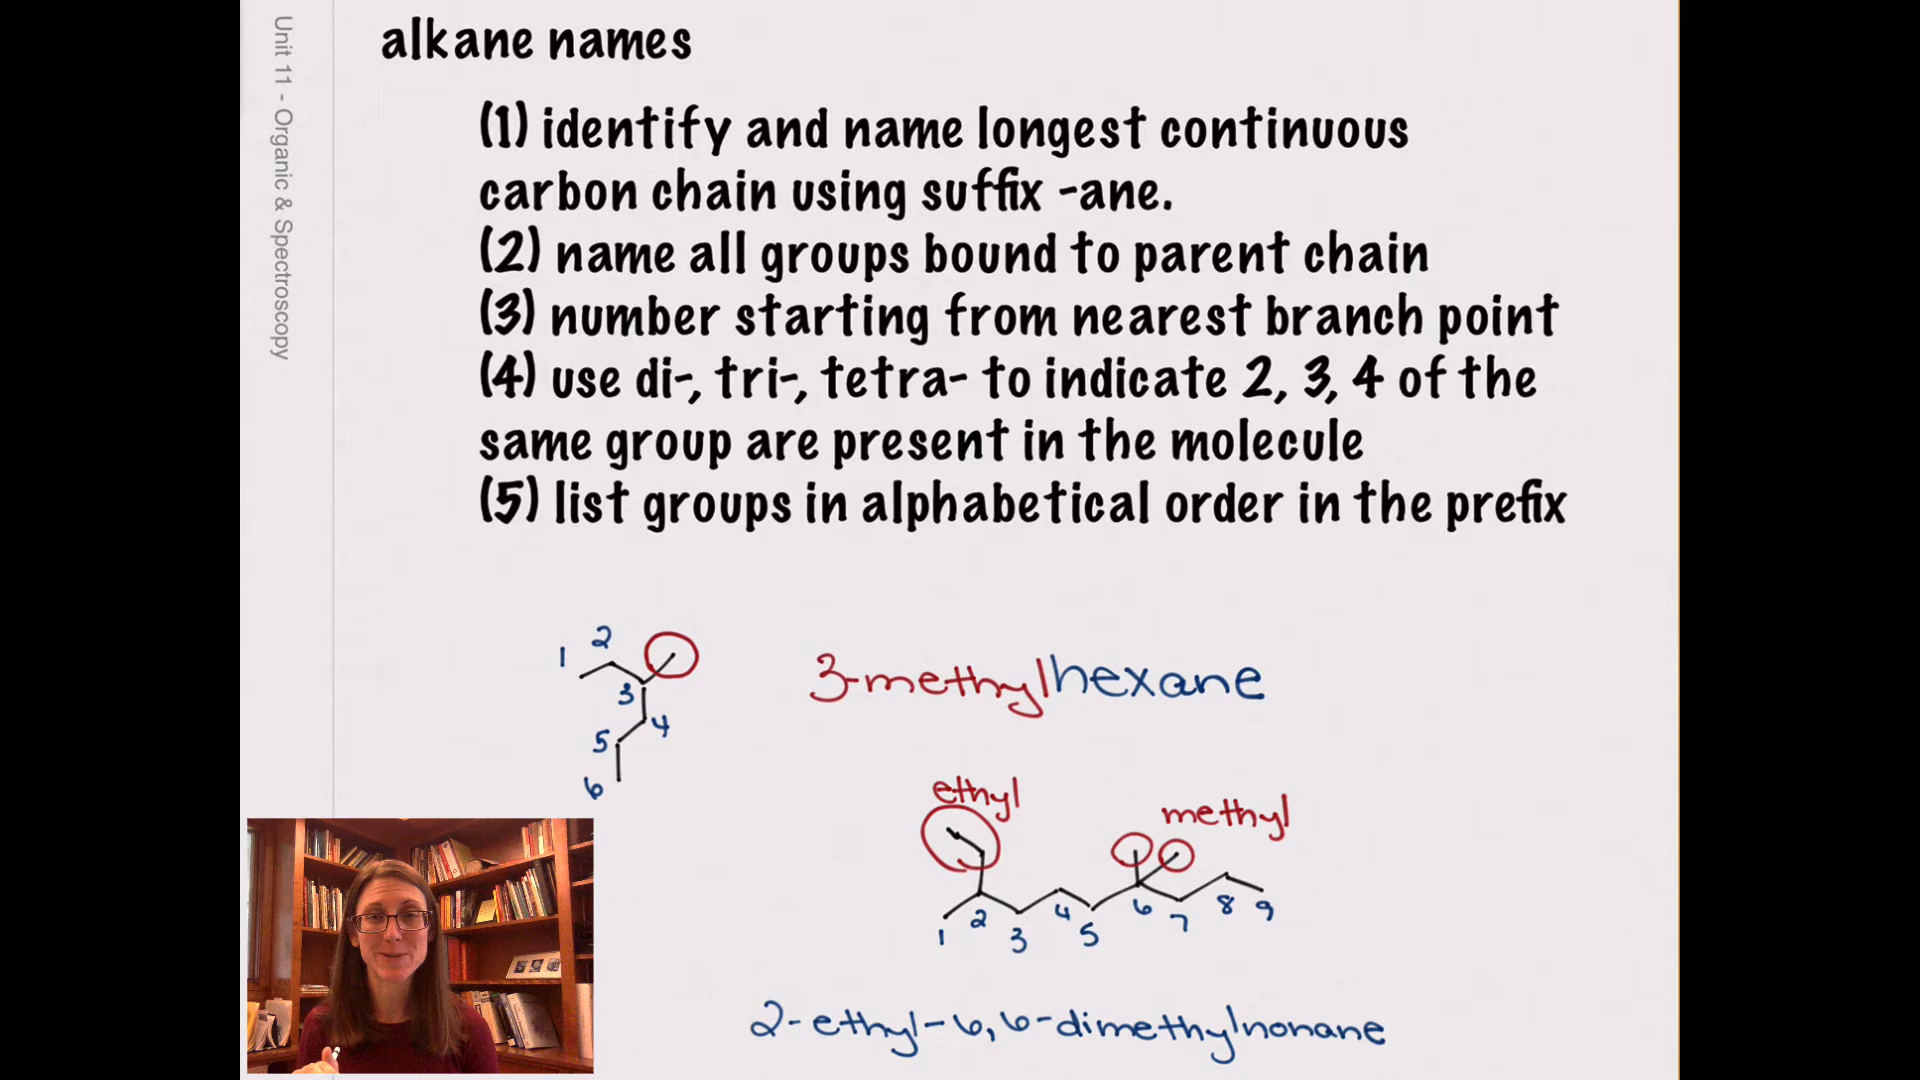 Unit 11 - Organic & Spectroscopy
alkane names
(1) identify and name longest continuous
carbon chain using suffix -ane.
(2) name all groups bound to parent chain
(3) number starting from nearest branch point
(4) use di-, tri-, tetra- to indicate 2, 3, 4 of the
same group are present in the molecule
(5) list groups in alphabetical order in the prefix
1 2
3
4
5
6
3-methylhexane
ethyl
methyl
1 2 3 4 5 6 7 8 9
2-ethyl-6,6-dimethylnonane